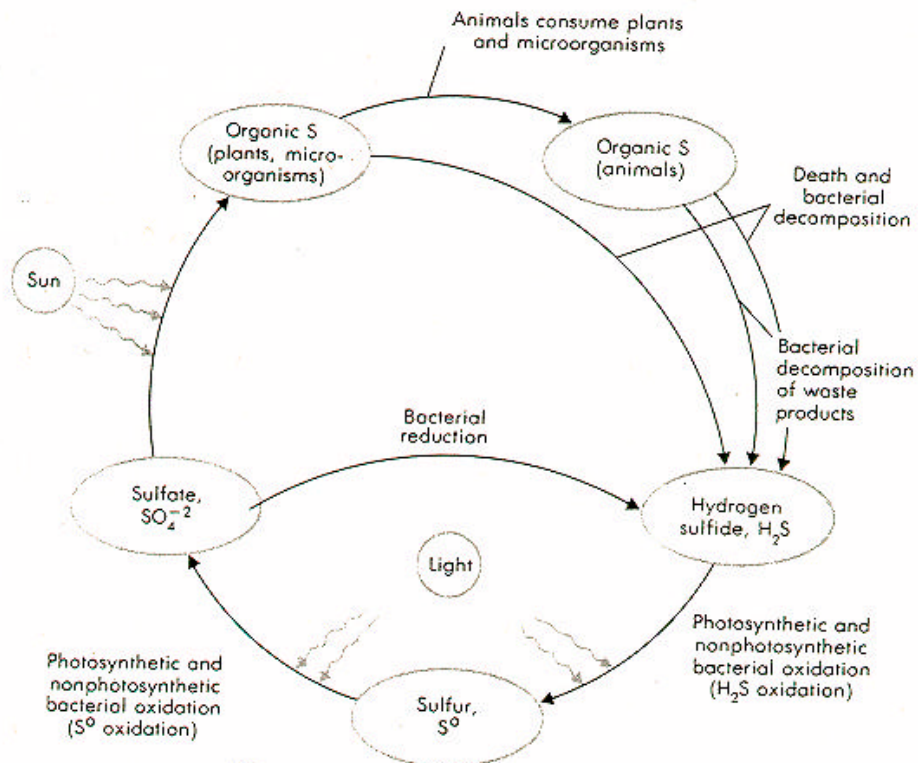 Animals consume plants
and microorganisms
Organic S
(plants, micro-
organisms)
Organic S
(animals)
Death and
bacterial
decomposition
Sun
Bacterial
decomposition
of waste
products
Bacterial
reduction
Sulfate,
SO₄⁻²
Hydrogen
sulfide, H₂S
Light
Photosynthetic and
nonphotosynthetic
bacterial oxidation
(S⁰ oxidation)
Sulfur,
S⁰
Photosynthetic and
nonphotosynthetic
bacterial oxidation
(H₂S oxidation)